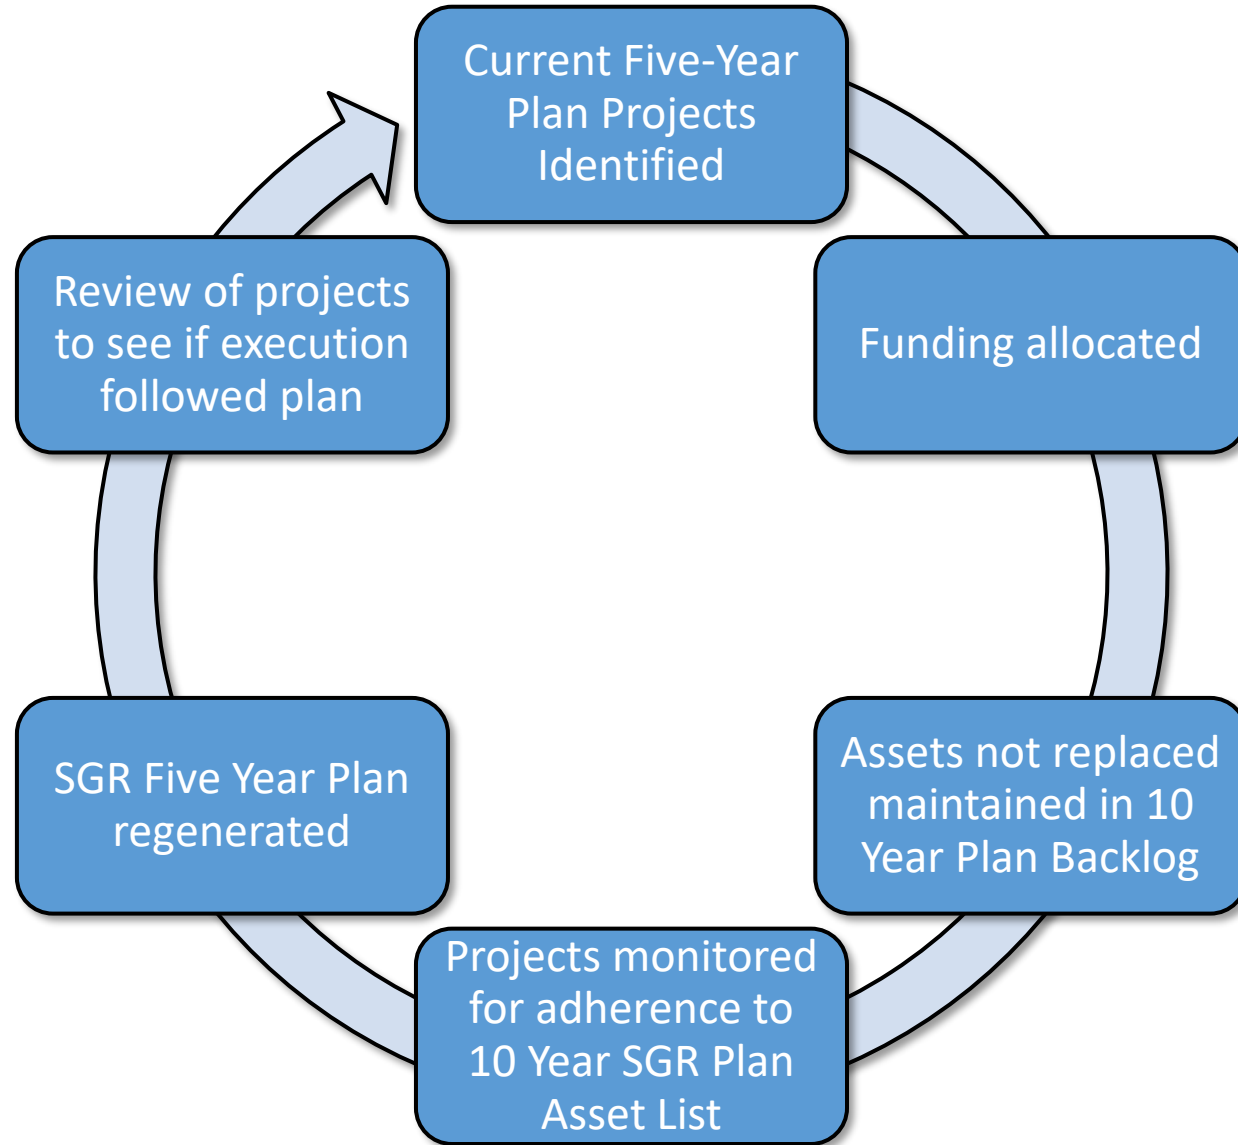 Current Five-Year
Plan Projects
Identified
Funding allocated
Assets not replaced
maintained in 10
Year Plan Backlog
Projects monitored
for adherence to
10 Year SGR Plan
Asset List
SGR Five Year Plan
regenerated
Review of projects
to see if execution
followed plan